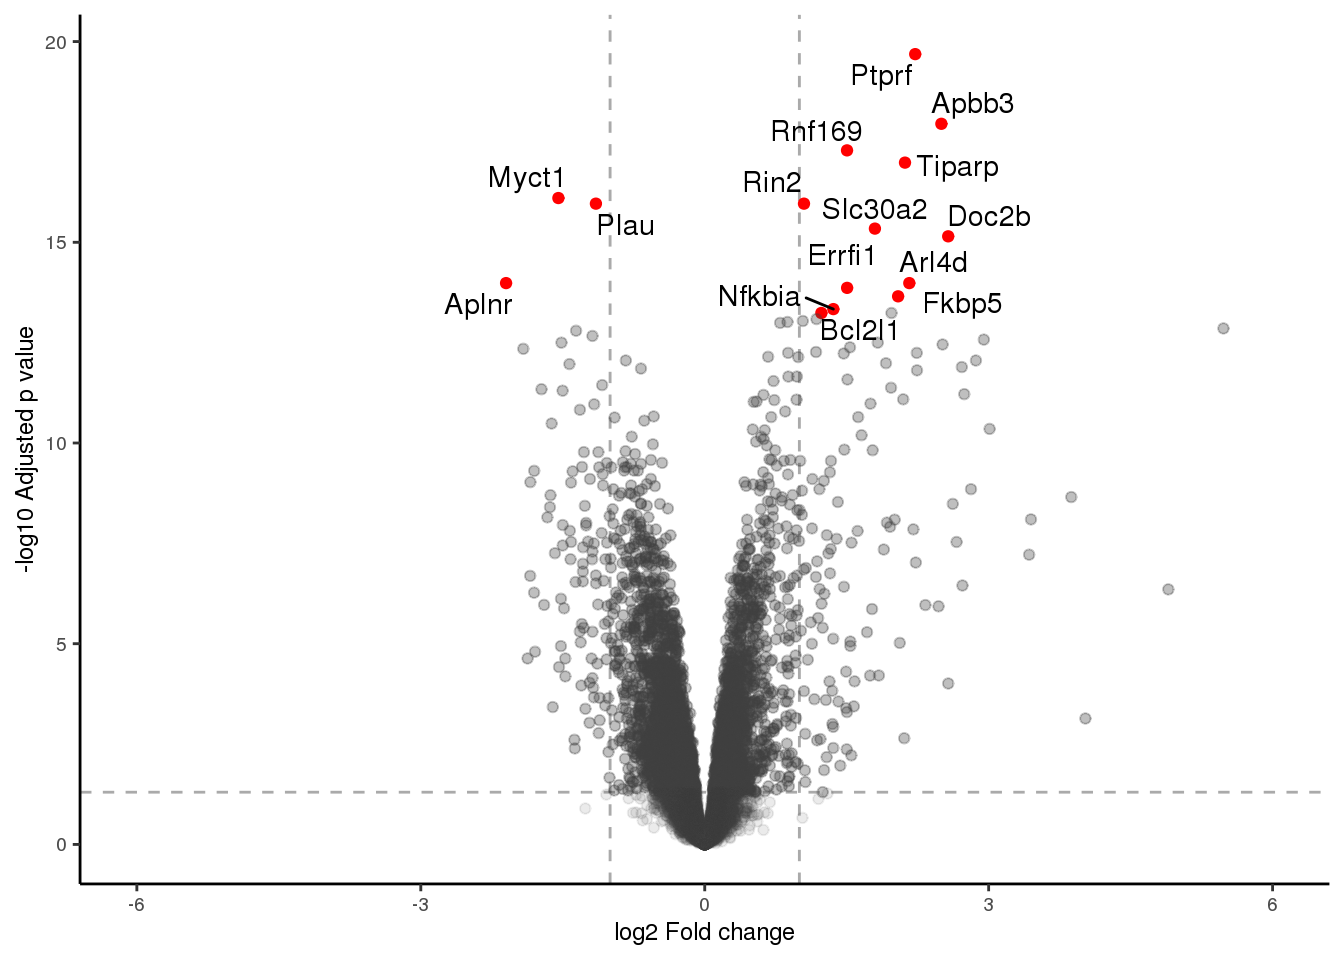 20
Ptprf
Apbb3
Rnf169
Tiparp
Myct1
Rin2
Slc30a2
Doc2b
Plau
15
Errfi1
Arl4d
Nfkbia
Aplnr
Fkbp5
Bcl2l1
10
5
0
-log10 Adjusted p value
-6
-3
0
3
6
log2 Fold change